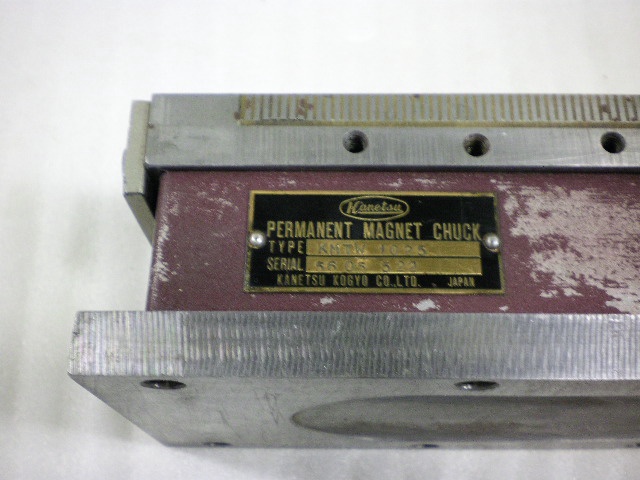 Kanetsu
PERMANENT MAGNET CHUCK
TYPE
SERIAL
KANETSU KOGYO CO.,LTD. JAPAN